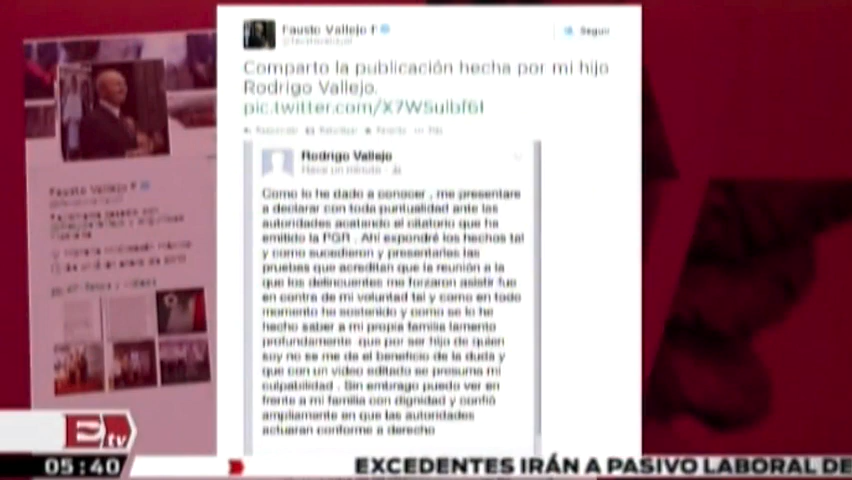 Fausto Vallejo F
Seguir
Comparto la publicación hecha por mi hijo
Rodrigo Vallejo.
pic.twitter.com/X7WSulbf6I
Rodrigo Vallejo
Hace un minuto
Como lo he dado a conocer , me presentare
a declarar con toda puntualidad ante las
autoridades acatando el citatorio que ha
emitido la PGR . Ahí expondré los hechos tal
y como sucedieron y presentarles las
pruebas que acreditan que la reunión a la
que los delincuentes me forzaron asistir fue
en contra de mi voluntad tal y como en todo
momento he sostenido y como se lo he
hecho saber a mi propia familia lamento
profundamente que por ser hijo de quien
soy no se me da el beneficio de la duda y
que con un video editado se presuma mi
culpabilidad . Sin embrago puedo ver en
frente a mi familia con dignidad y confió
ampliamente en que las autoridades
actuaran conforme a derecho
Fausto Vallejo F
tv
05:40
EXCEDENTES IRÁN A PASIVO LABORAL DE